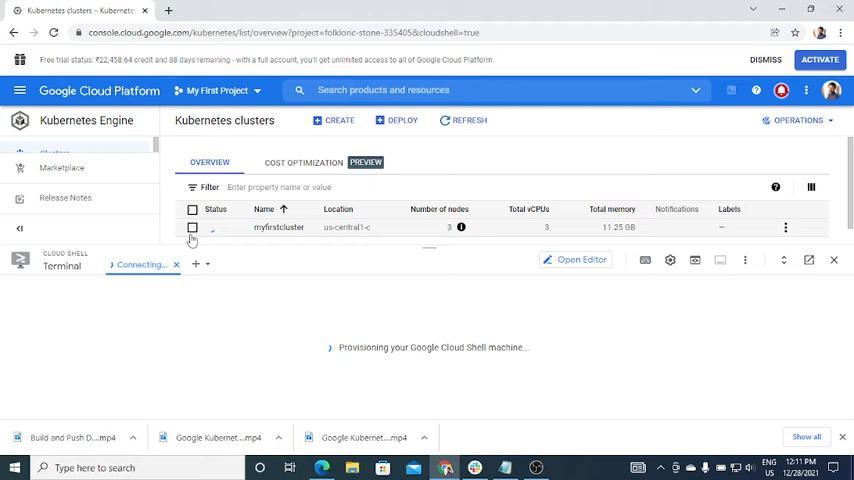 Kubernetes clusters – Kubernetes
console.cloud.google.com/kubernetes/list/overview?project=folkloric-stone-335405&cloudshell=true
Free trial status: ₹22,458.64 credit and 88 days remaining - with a full account, you'll get unlimited access to all of Google Cloud Platform.
DISMISS
ACTIVATE
Google Cloud Platform
My First Project
Search products and resources
Kubernetes Engine
Kubernetes clusters
CREATE
DEPLOY
REFRESH
OPERATIONS
Clusters
Marketplace
Release Notes
OVERVIEW
COST OPTIMIZATION
PREVIEW
Filter
Enter property name or value
Status
Name
Location
Number of nodes
Total vCPUs
Total memory
Notifications
Labels
myfirstcluster
us-central1-c
3
3
11.25 GB
–
CLOUD SHELL
Terminal
Connecting...
Open Editor
Provisioning your Google Cloud Shell machine...
Build and Push D....mp4
Google Kubernet....mp4
Google Kubernet....mp4
Show all
Type here to search
ENG
US
12:11 PM
12/28/2021